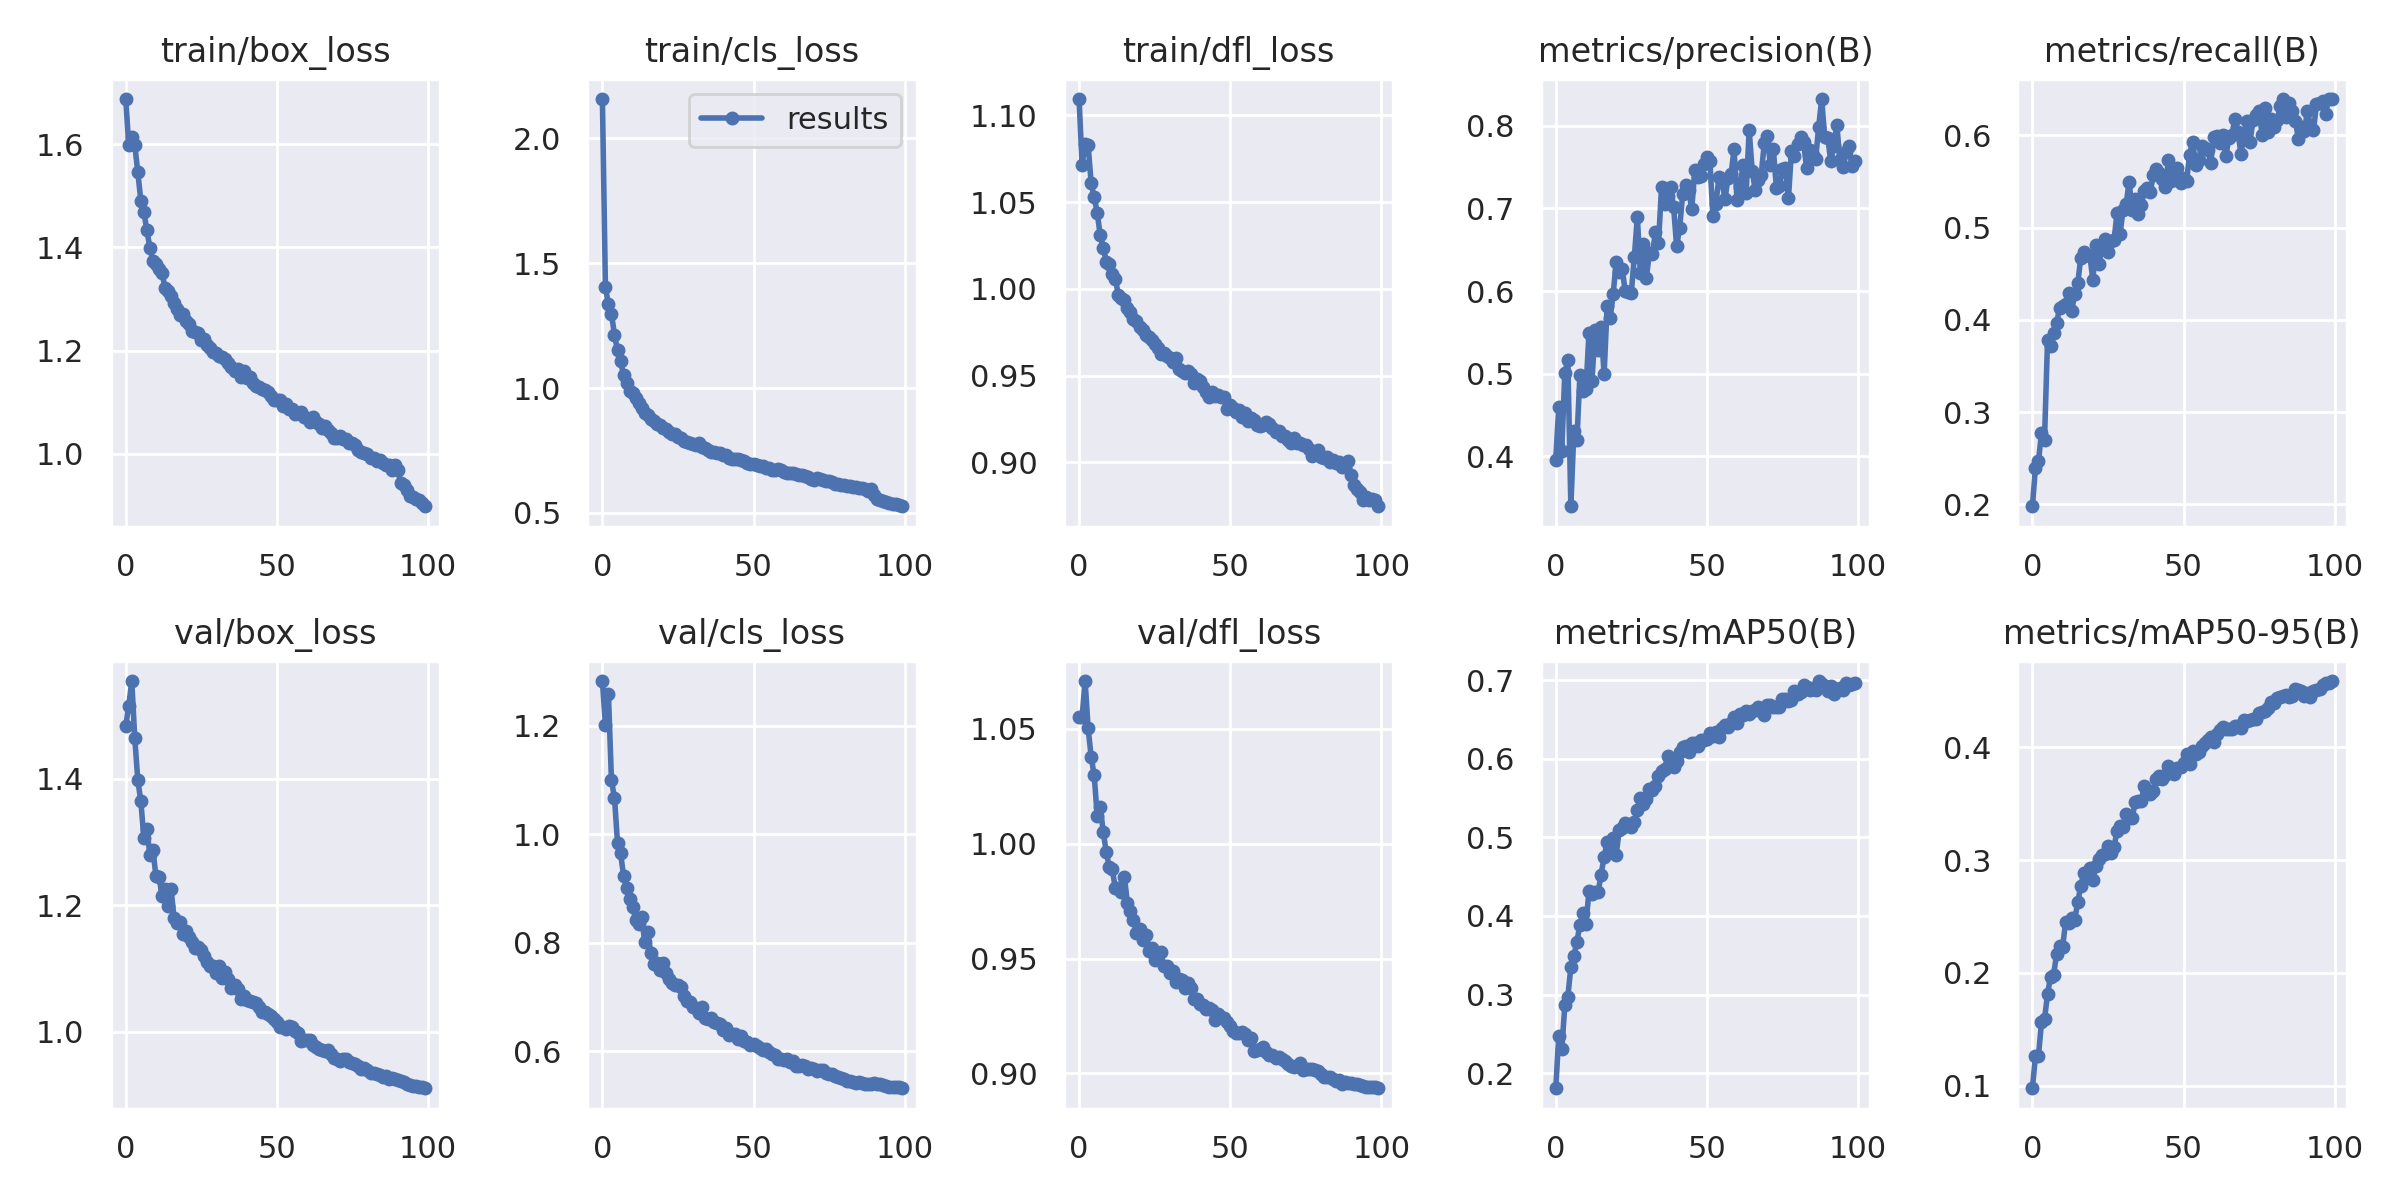 train/box_loss
train/cls_loss
train/dfl_loss
metrics/precision(B)
metrics/recall(B)
1.6
1.4
1.2
1.0
0 50 100
results
2.0
1.5
1.0
0.5
0 50 100
1.10
1.05
1.00
0.95
0.90
0 50 100
0.8
0.7
0.6
0.5
0.4
0 50 100
0.6
0.5
0.4
0.3
0.2
0 50 100
val/box_loss
val/cls_loss
val/dfl_loss
metrics/mAP50(B)
metrics/mAP50-95(B)
1.4
1.2
1.0
0 50 100
1.2
1.0
0.8
0.6
0 50 100
1.05
1.00
0.95
0.90
0 50 100
0.7
0.6
0.5
0.4
0.3
0.2
0 50 100
0.4
0.3
0.2
0.1
0 50 100